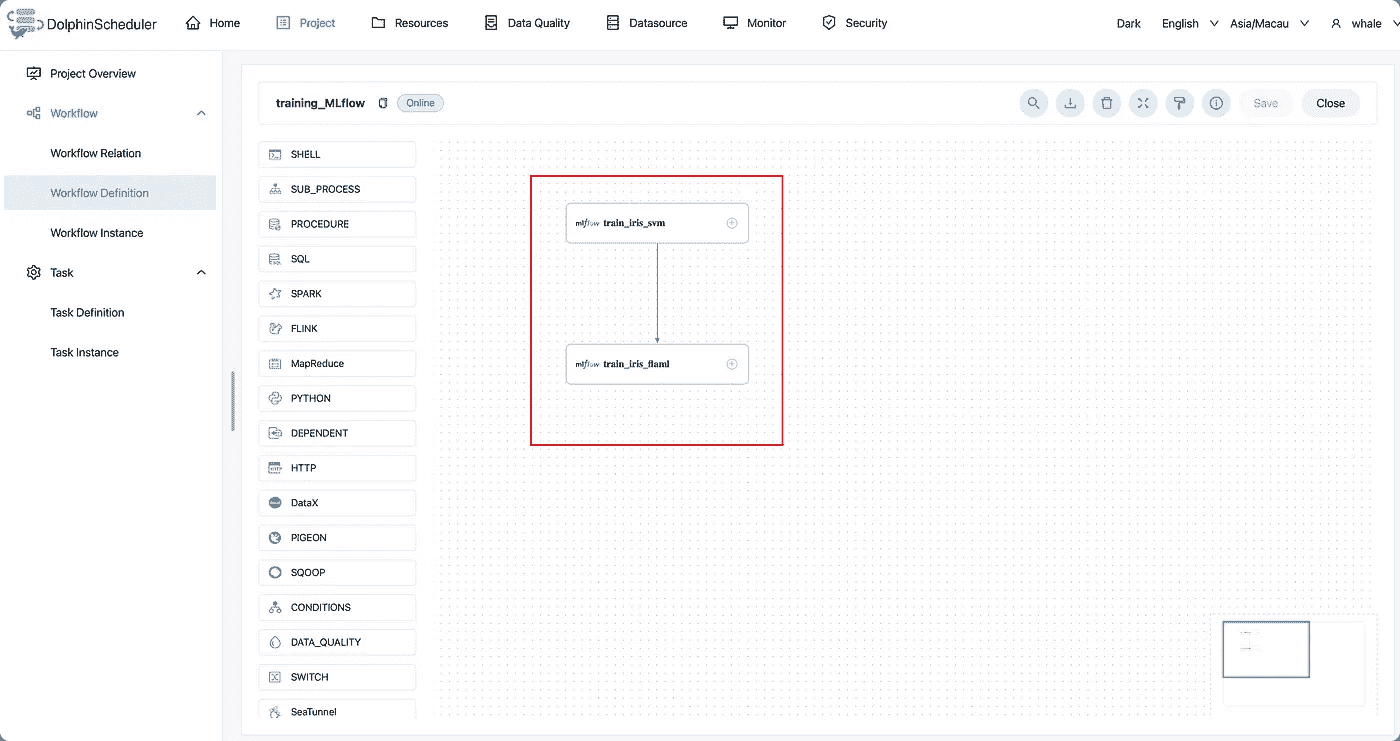 DolphinScheduler Home Project Resources Data Quality Datasource Monitor Security Dark English Asia/Macau whale
Project Overview
Workflow
Workflow Relation
Workflow Definition
Workflow Instance
Task
Task Definition
Task Instance
training_MLflow Online Save Close
SHELL
SUB_PROCESS
PROCEDURE
SQL
SPARK
FLINK
MapReduce
PYTHON
DEPENDENT
HTTP
DataX
PIGEON
SQOOP
CONDITIONS
DATA_QUALITY
SWITCH
SeaTunnel
mlflow train_iris_svm
mlflow train_iris_flaml